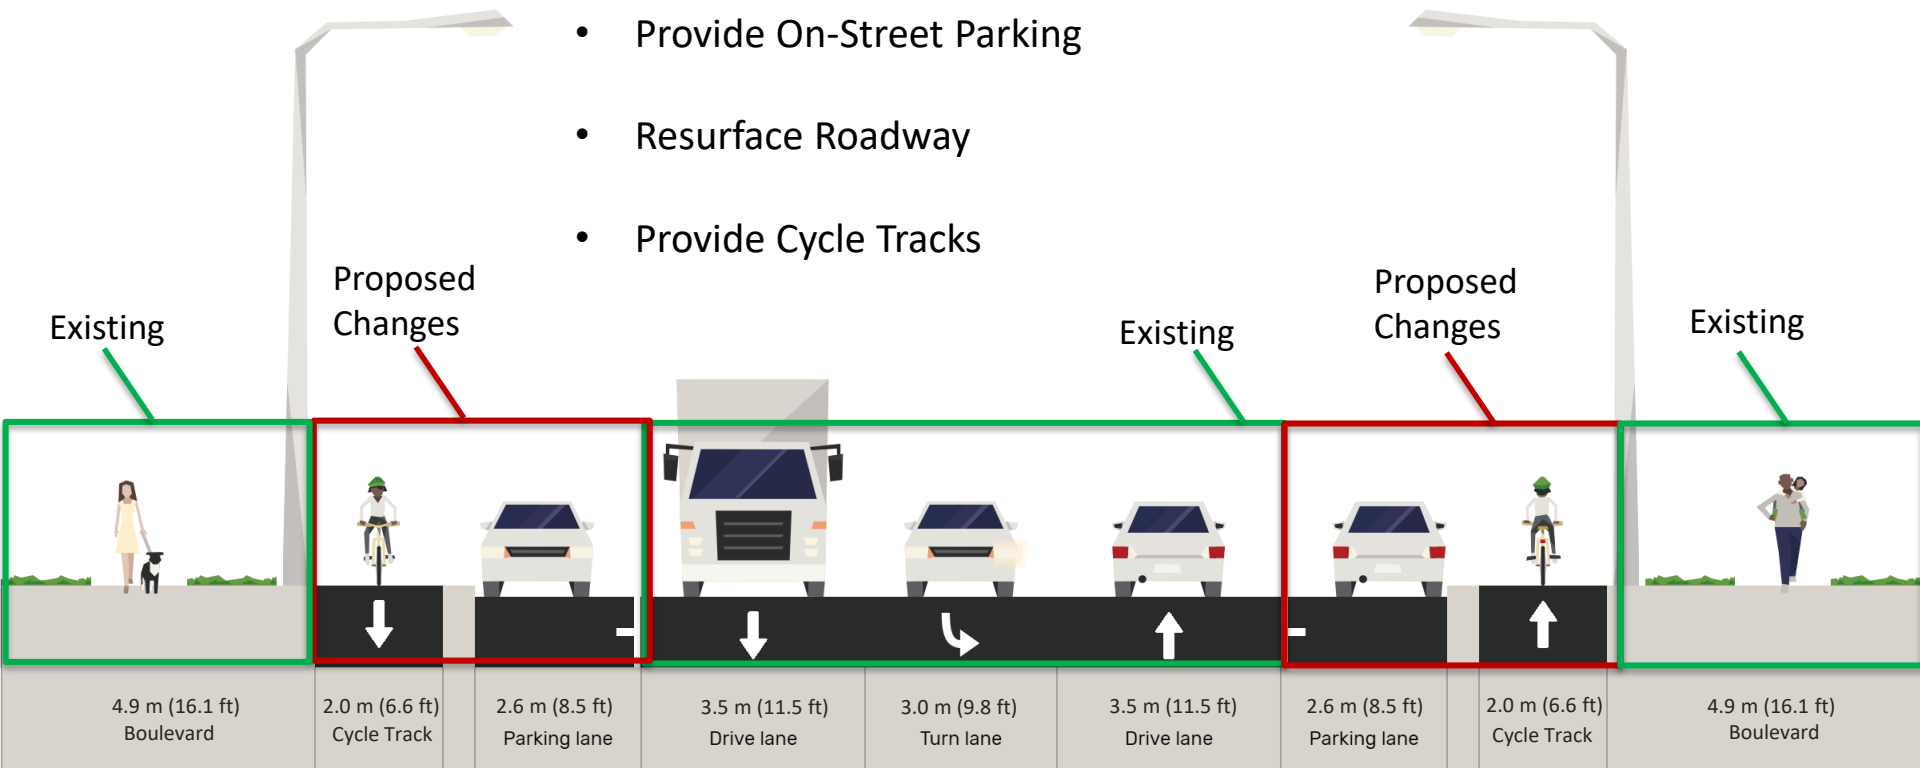 • Provide On-Street Parking
• Resurface Roadway
• Provide Cycle Tracks
Existing
Proposed
Changes
Existing
Proposed
Changes
Existing
4.9 m (16.1 ft)
Boulevard
2.0 m (6.6 ft)
Cycle Track
2.6 m (8.5 ft)
Parking lane
3.5 m (11.5 ft)
Drive lane
3.0 m (9.8 ft)
Turn lane
3.5 m (11.5 ft)
Drive lane
2.6 m (8.5 ft)
Parking lane
2.0 m (6.6 ft)
Cycle Track
4.9 m (16.1 ft)
Boulevard